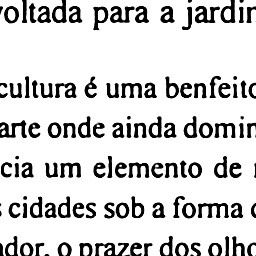 voltada para a jardin
cultura é uma benfeito
arte onde ainda domin
cia um elemento de
cidades sob a forma
ador, o prazer dos olho